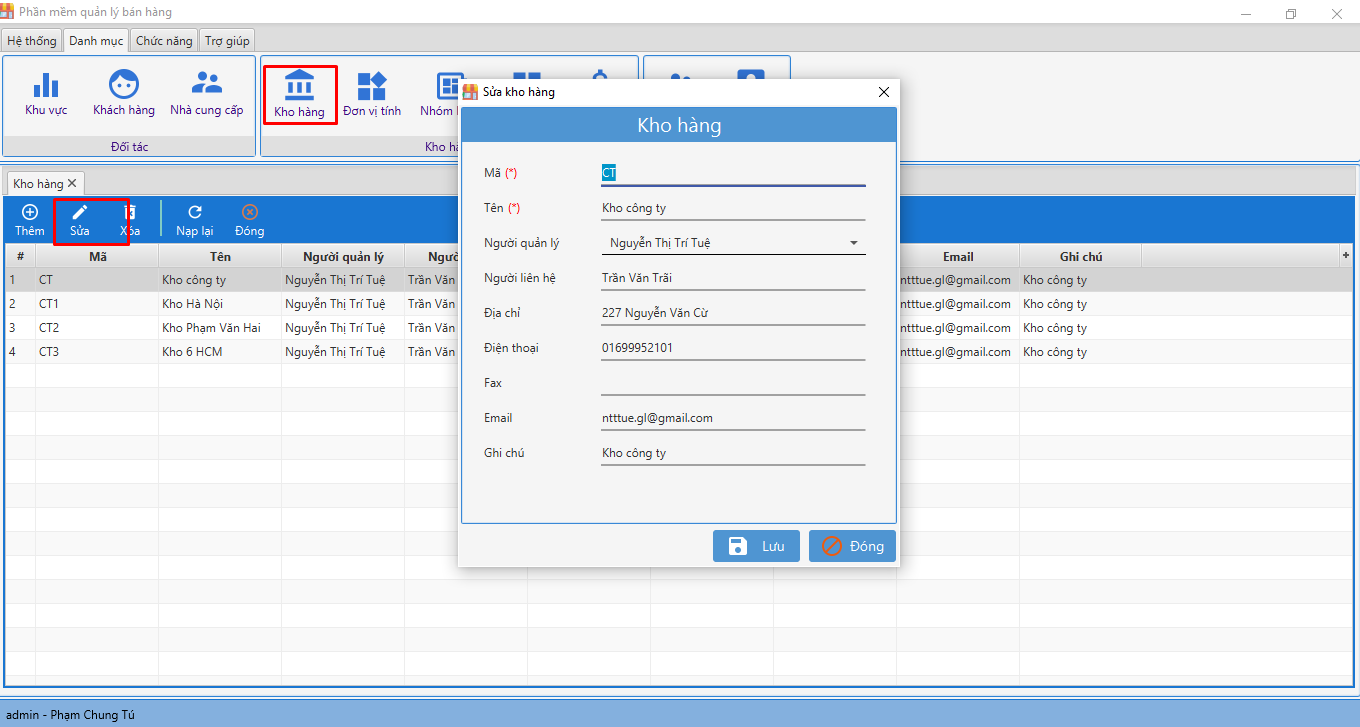 Phần mềm quản lý bán hàng
Hệ thống Danh mục Chức năng Trợ giúp
Khu vực Khách hàng Nhà cung cấp Kho hàng Đơn vị tính Nhóm
Đối tác Kho
Sửa kho hàng
Kho hàng
Mã (*) CT
Tên (*) Kho công ty
Người quản lý Nguyễn Thị Trí Tuệ
Người liên hệ Trần Văn Trãi
Địa chỉ 227 Nguyễn Văn Cừ
Điện thoại 01699952101
Fax
Email ntttue.gl@gmail.com
Ghi chú Kho công ty
Lưu Đóng
Kho hàng
Thêm Sửa Xóa Nạp lại Đóng
# Mã Tên Người quản lý Email Ghi chú +
1 CT Kho công ty Nguyễn Thị Trí Tuệ Trần Văn ntttue.gl@gmail.com Kho công ty
2 CT1 Kho Hà Nội Nguyễn Thị Trí Tuệ Trần Văn ntttue.gl@gmail.com Kho công ty
3 CT2 Kho Phạm Văn Hai Nguyễn Thị Trí Tuệ Trần Văn ntttue.gl@gmail.com Kho công ty
4 CT3 Kho 6 HCM Nguyễn Thị Trí Tuệ Trần Văn ntttue.gl@gmail.com Kho công ty
admin - Phạm Chung Tú